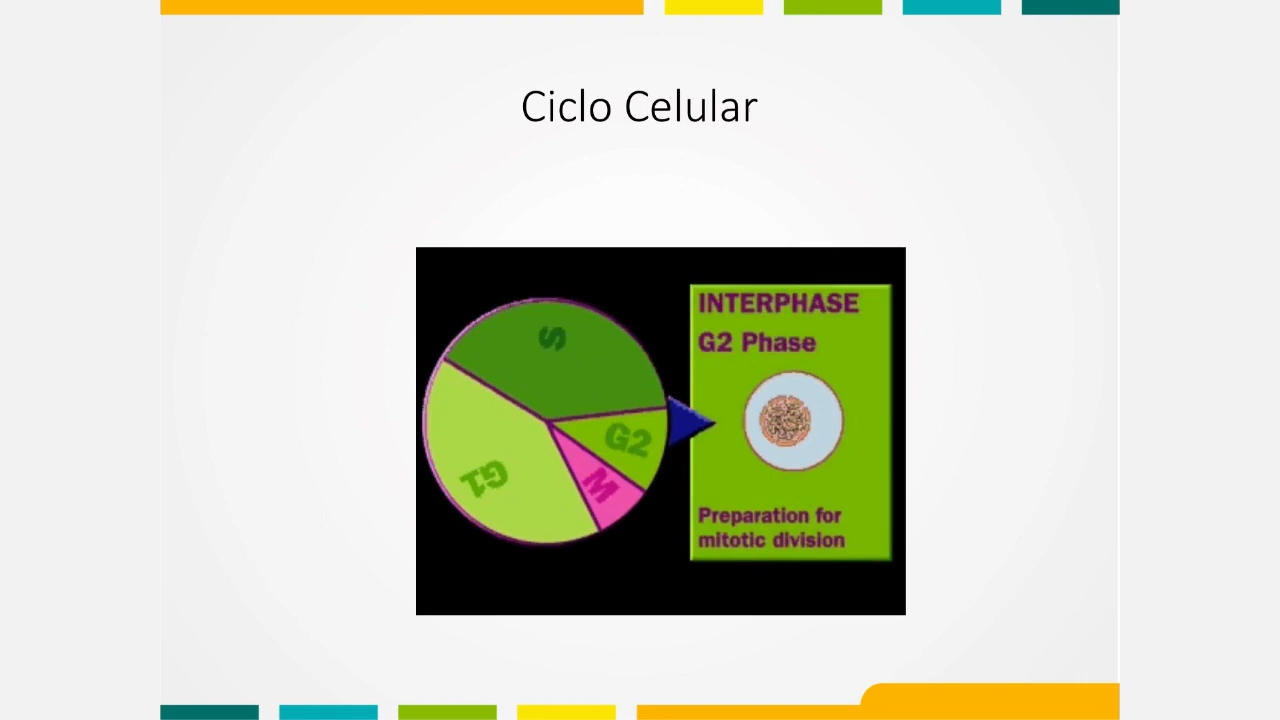 Ciclo Celular
S
G2
M
G1
INTERPHASE
G2 Phase
Preparation for
mitotic division